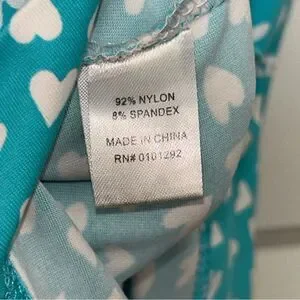 92% NYLON
8% SPANDEX
MADE IN CHINA
RN# 0101292